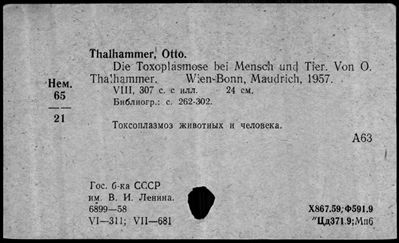 Thalhammer, Otto.
Die Toxoplasmose bei Mensch und Tier. Von O.
Thalhammer. Wien-Bonn, Maudrich, 1957.
Нем.
65
21
VIII, 307 с. с илл. 24 см.
Библиогр.: с. 262-302.
Токсоплазмоз животных и человека.
А63
Гос. б-ка СССР
им. В. И. Ленина.
6899—58
VI—311; VII—681
Х867.59;Ф591.9
"Цд371.9;Мпб